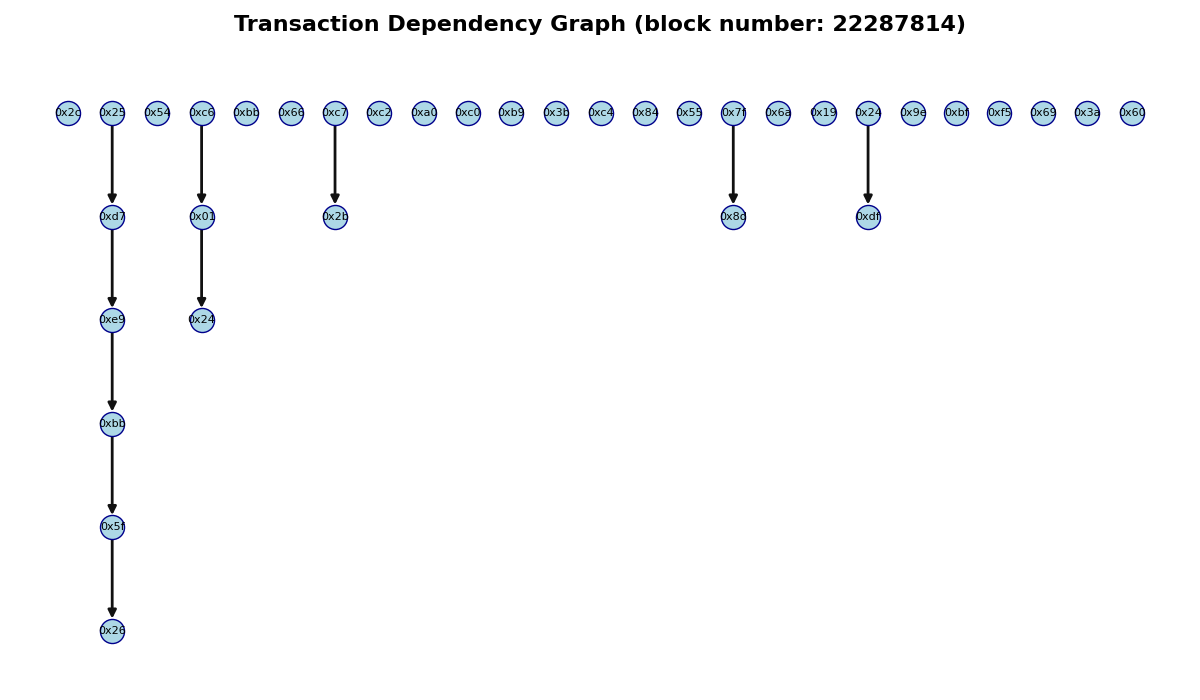 Transaction Dependency Graph (block number: 22287814)
0x2c 0x25 0x54 0xc6 0xbb 0x66 0xc7 0xc2 0xa0 0xc0 0xb9 0x3b 0xc4 0x84 0x55 0x7f 0x6a 0x19 0x24 0x9e 0xbf 0xf5 0x69 0x3a 0x60
0xd7 0x01 0x2b 0x8d 0xdf
0xe9 0x24
0xbb
0x5f
0x26